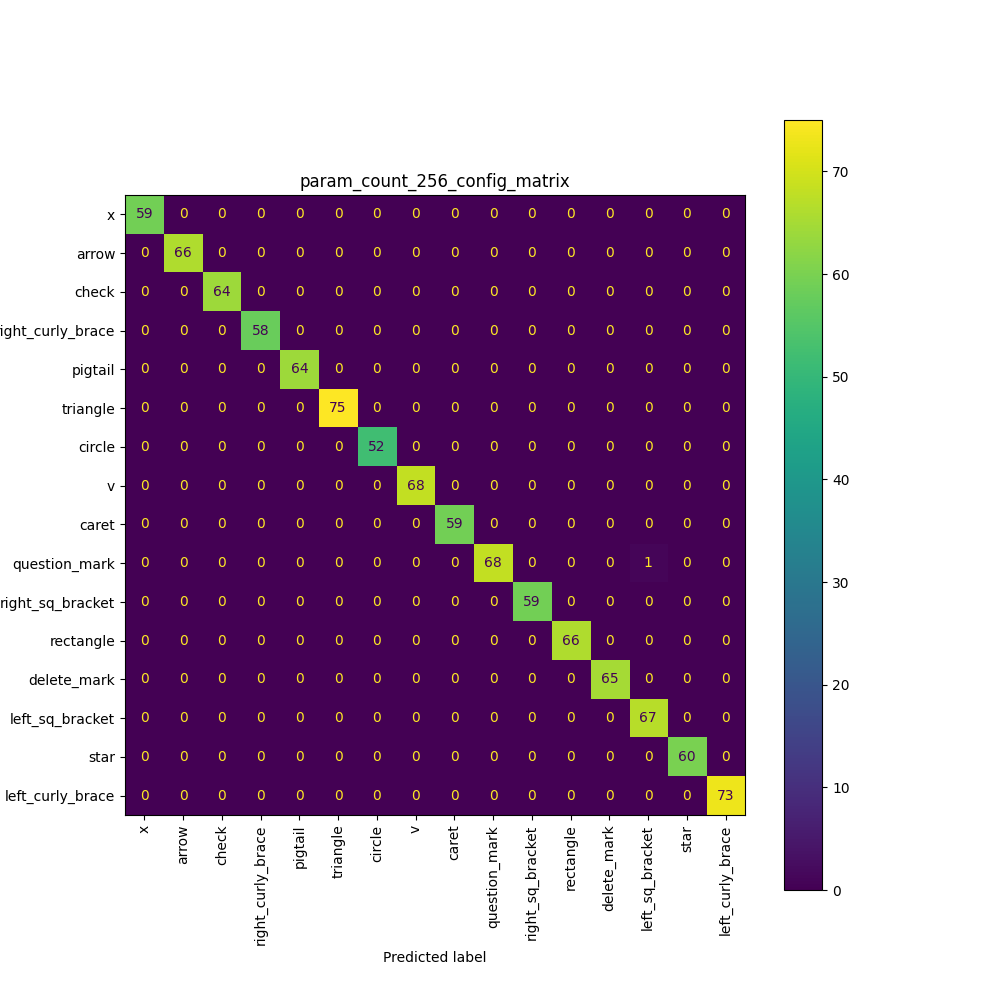 param_count_256_config_matrix
x 59 0 0 0 0 0 0 0 0 0 0 0 0 0 0 0
arrow 0 66 0 0 0 0 0 0 0 0 0 0 0 0 0 0
check 0 0 64 0 0 0 0 0 0 0 0 0 0 0 0 0
ight_curly_brace 0 0 0 58 0 0 0 0 0 0 0 0 0 0 0 0
pigtail 0 0 0 0 64 0 0 0 0 0 0 0 0 0 0 0
triangle 0 0 0 0 0 75 0 0 0 0 0 0 0 0 0 0
circle 0 0 0 0 0 0 52 0 0 0 0 0 0 0 0 0
v 0 0 0 0 0 0 0 68 0 0 0 0 0 0 0 0
caret 0 0 0 0 0 0 0 0 59 0 0 0 0 0 0 0
question_mark 0 0 0 0 0 0 0 0 0 68 0 0 0 1 0 0
right_sq_bracket 0 0 0 0 0 0 0 0 0 0 59 0 0 0 0 0
rectangle 0 0 0 0 0 0 0 0 0 0 0 66 0 0 0 0
delete_mark 0 0 0 0 0 0 0 0 0 0 0 0 65 0 0 0
left_sq_bracket 0 0 0 0 0 0 0 0 0 0 0 0 0 67 0 0
star 0 0 0 0 0 0 0 0 0 0 0 0 0 0 60 0
left_curly_brace 0 0 0 0 0 0 0 0 0 0 0 0 0 0 0 73
x
arrow
check
right_curly_brace
pigtail
triangle
circle
v
caret
question_mark
right_sq_bracket
rectangle
delete_mark
left_sq_bracket
star
left_curly_brace
Predicted label
70
60
50
40
30
20
10
0